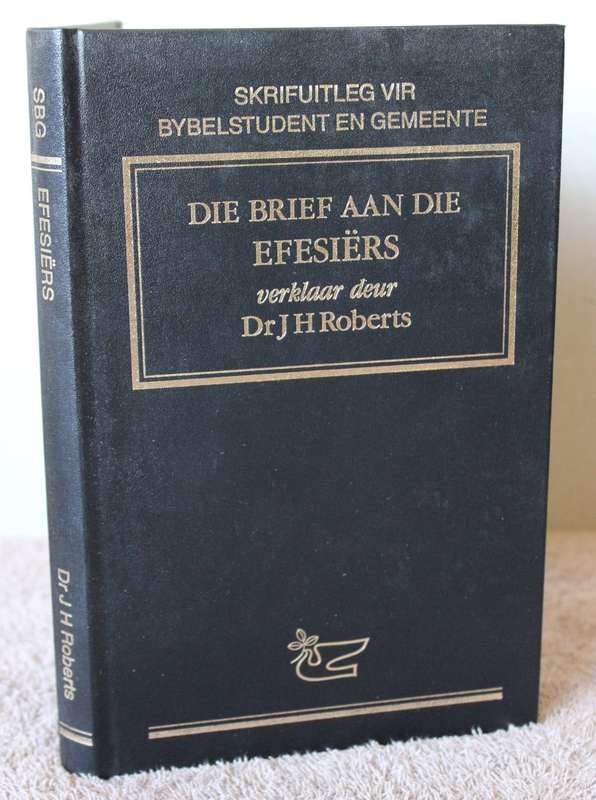 SKRIFUITLEG VIR
BYBELSTUDENT EN GEMEENTE
DIE BRIEF AAN DIE
EFESIËRS
verklaar deur
Dr J H Roberts
SBG
EFESIËRS
Dr J H Roberts